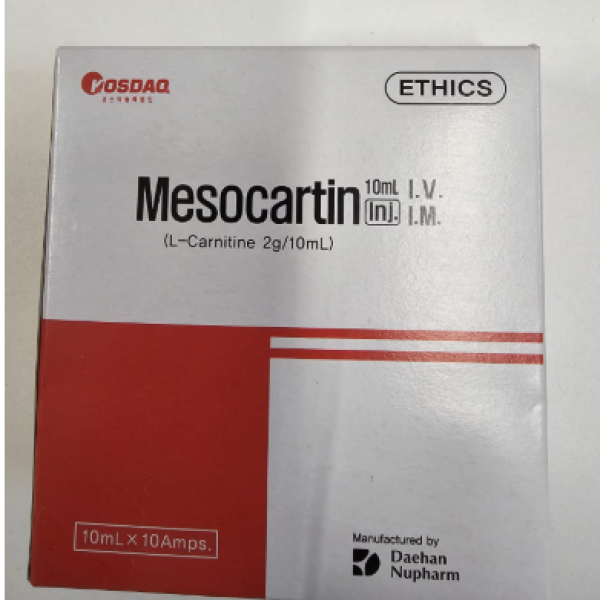 KOSDAQ
ETHICS
Mesocartin 10mL Inj. I.V. I.M.
(L-Carnitine 2g/10mL)
10mL×10Amps.
Manufactured by
Daehan
Nupharm